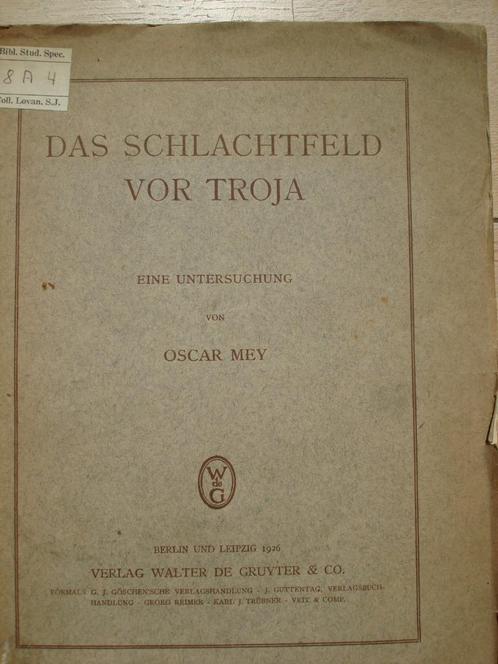 Bibl. Stud. Spec.
8 A 4
Coll. Lovan. S.J.
DAS SCHLACHTFELD
VOR TROJA
EINE UNTERSUCHUNG
VON
OSCAR MEY
W
de
G
BERLIN UND LEIPZIG 1926
VERLAG WALTER DE GRUYTER & CO.
VORMALS G. J. GÖSCHEN'SCHE VERLAGSHANDLUNG - J. GUTTENTAG, VERLAGSBUCH-
HANDLUNG - GEORG REIMER - KARL J. TRÜBNER - VEIT & COMP.